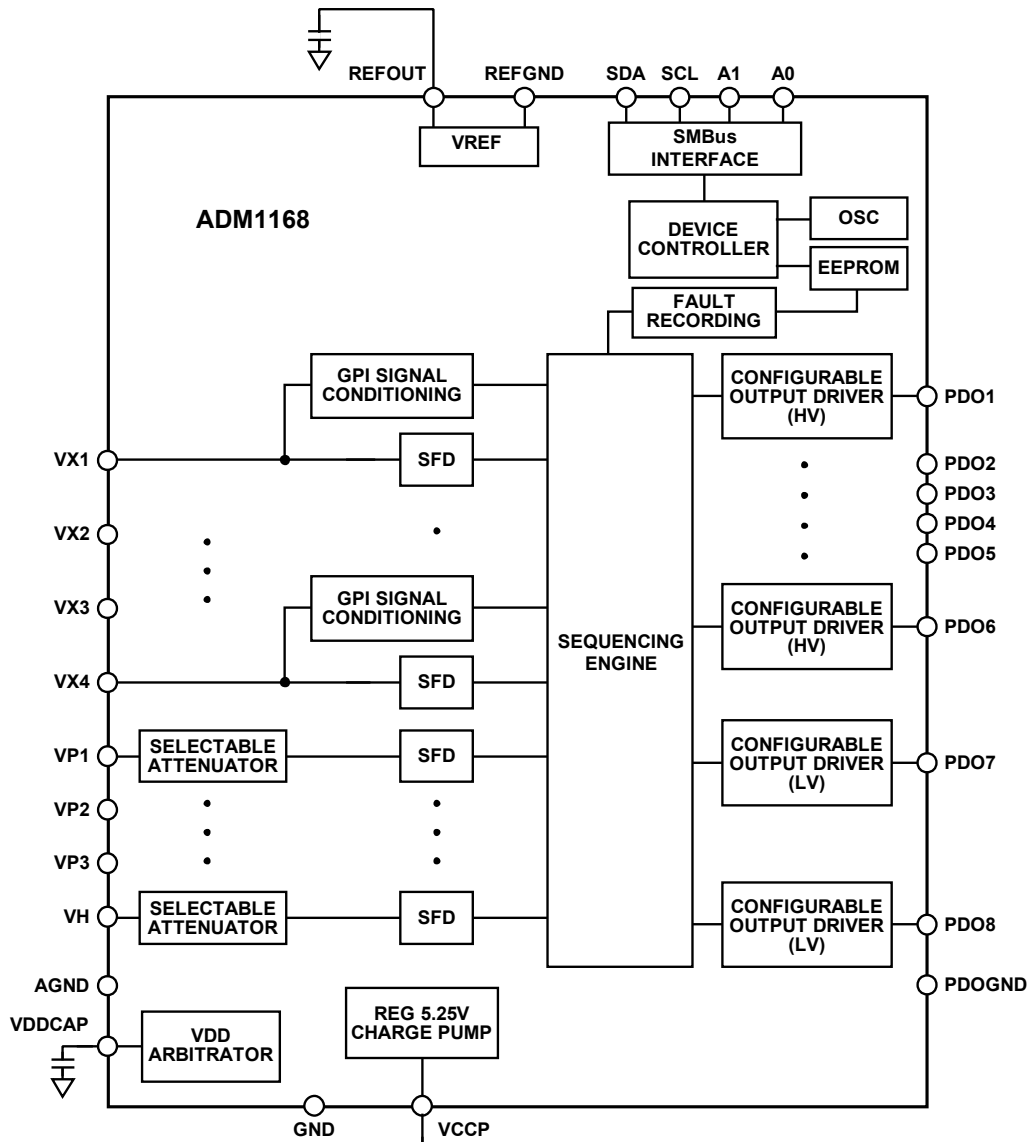 REFOUT
REFGND
SDA
SCL
A1
A0
VREF
SMBus
INTERFACE
ADM1168
DEVICE
CONTROLLER
OSC
EEPROM
FAULT
RECORDING
GPI SIGNAL
CONDITIONING
CONFIGURABLE
OUTPUT DRIVER
(HV)
PDO1
VX1
SFD
PDO2
PDO3
PDO4
PDO5
VX2
VX3
GPI SIGNAL
CONDITIONING
SEQUENCING
ENGINE
CONFIGURABLE
OUTPUT DRIVER
(HV)
PDO6
VX4
SFD
VP1
SELECTABLE
ATTENUATOR
SFD
CONFIGURABLE
OUTPUT DRIVER
(LV)
PDO7
VP2
VP3
VH
SELECTABLE
ATTENUATOR
SFD
CONFIGURABLE
OUTPUT DRIVER
(LV)
PDO8
AGND
PDOGND
VDDCAP
VDD
ARBITRATOR
REG 5.25V
CHARGE PUMP
GND
VCCP